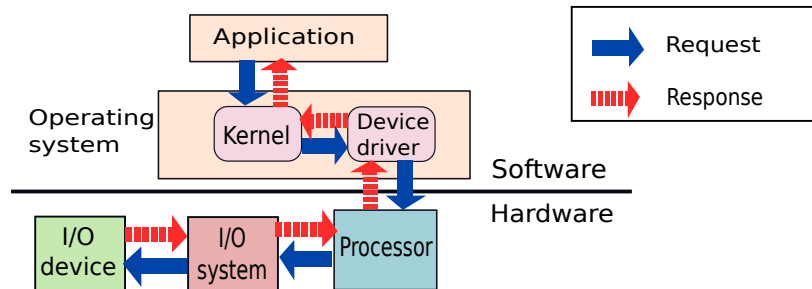 Application
Request
Response
Operating
system
Kernel
Device
driver
Software
Hardware
I/O
device
I/O
system
Processor